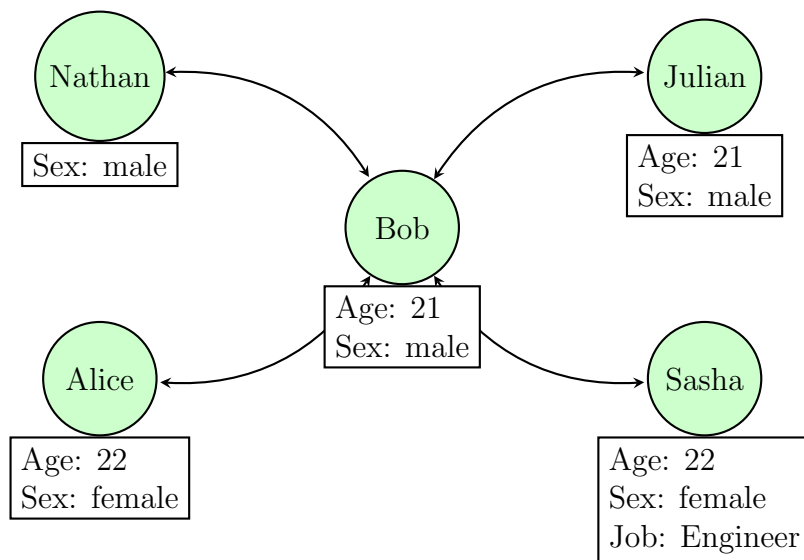 Nathan
Sex: male
Julian
Age: 21
Sex: male
Bob
Age: 21
Sex: male
Alice
Age: 22
Sex: female
Sasha
Age: 22
Sex: female
Job: Engineer